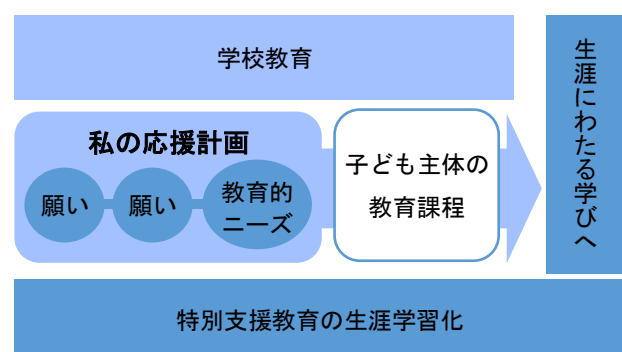 学校教育
私の応援計画
願い
願い
教育的
ニーズ
子ども主体の
教育課程
生涯にわたる学びへ
特別支援教育の生涯学習化